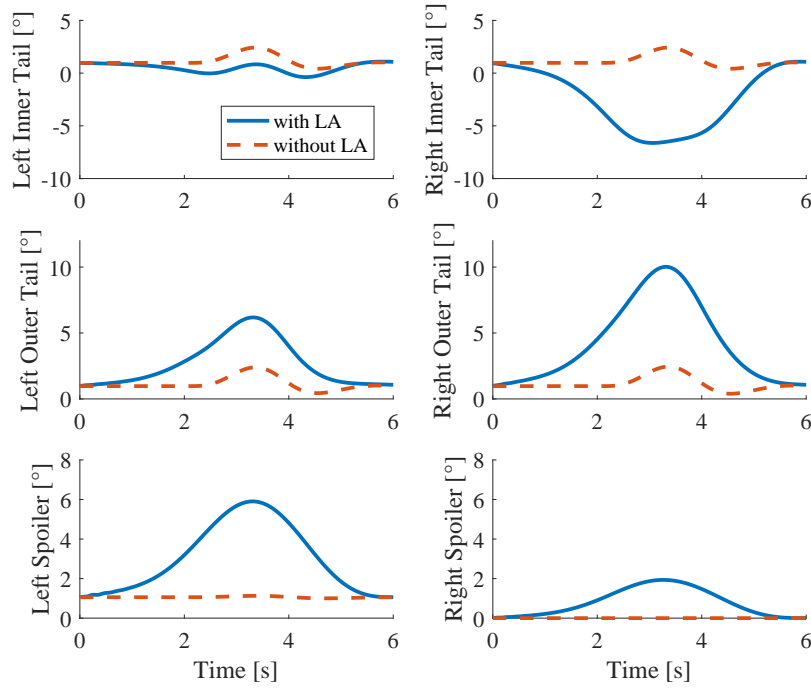 Left Inner Tail [°]
5
0
-5
-10
with LA
without LA
0 2 4 6
Right Inner Tail [°]
5
0
-5
-10
0 2 4 6
Left Outer Tail [°]
10
5
0
0 2 4 6
Right Outer Tail [°]
10
5
0
0 2 4 6
Left Spoiler [°]
8
6
4
2
0
0 2 4 6
Time [s]
Right Spoiler [°]
8
6
4
2
0
0 2 4 6
Time [s]